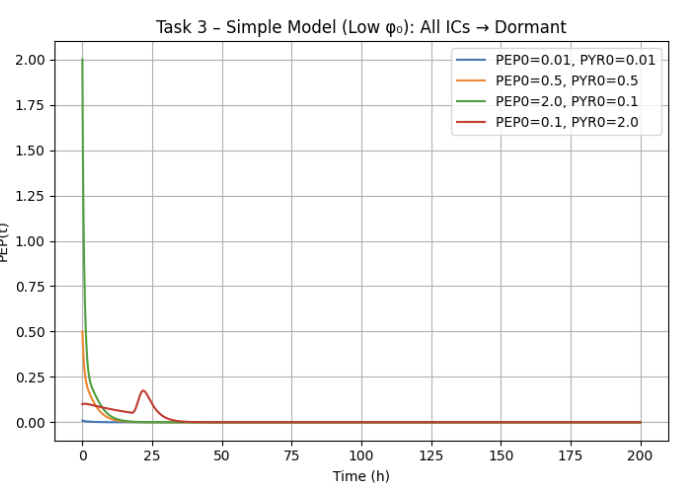 Task 3 – Simple Model (Low φ₀): All ICs → Dormant
PEP0=0.01, PYR0=0.01
PEP0=0.5, PYR0=0.5
PEP0=2.0, PYR0=0.1
PEP0=0.1, PYR0=2.0
2.00
1.75
1.50
1.25
1.00
0.75
0.50
0.25
0.00
PEP(t)
0 25 50 75 100 125 150 175 200
Time (h)